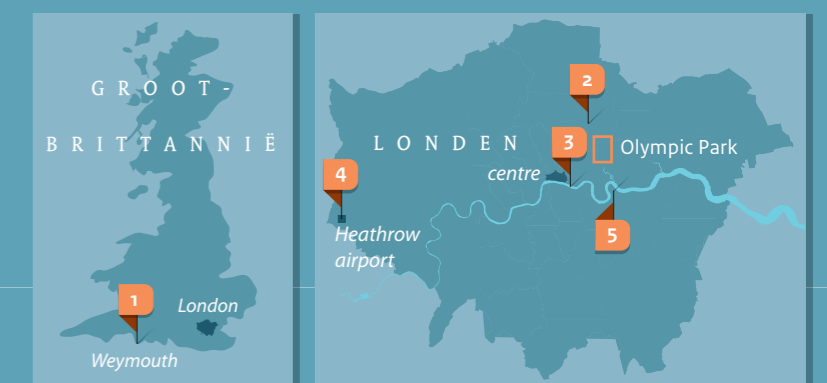 GROOT-
BRITTANNIË
1
London
Weymouth
2
LONDEN
3
Olympic Park
centre
4
Heathrow
airport
5